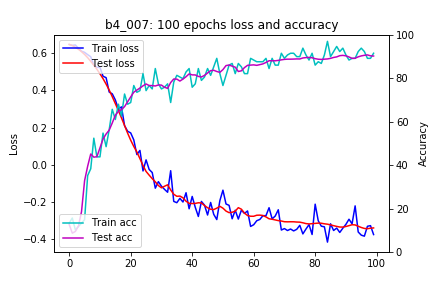 b4_007: 100 epochs loss and accuracy
Train loss
Test loss
Train acc
Test acc
Loss
0.6
0.4
0.2
0.0
−0.2
−0.4
Accuracy
100
80
60
40
20
0
0
20
40
60
80
100